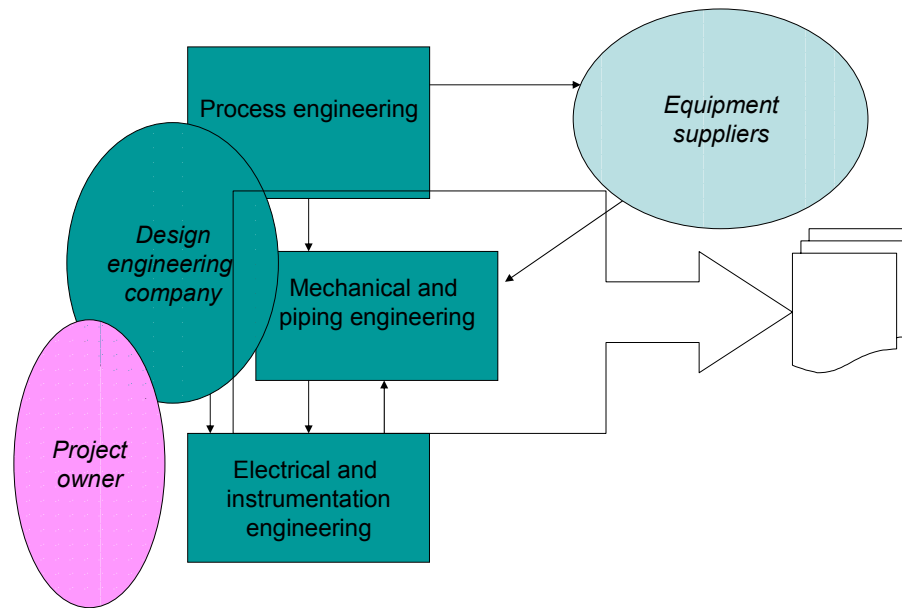 Process engineering
Equipment
suppliers
Design
engineering
company
Mechanical and
piping engineering
Project
owner
Electrical and
instrumentation
engineering